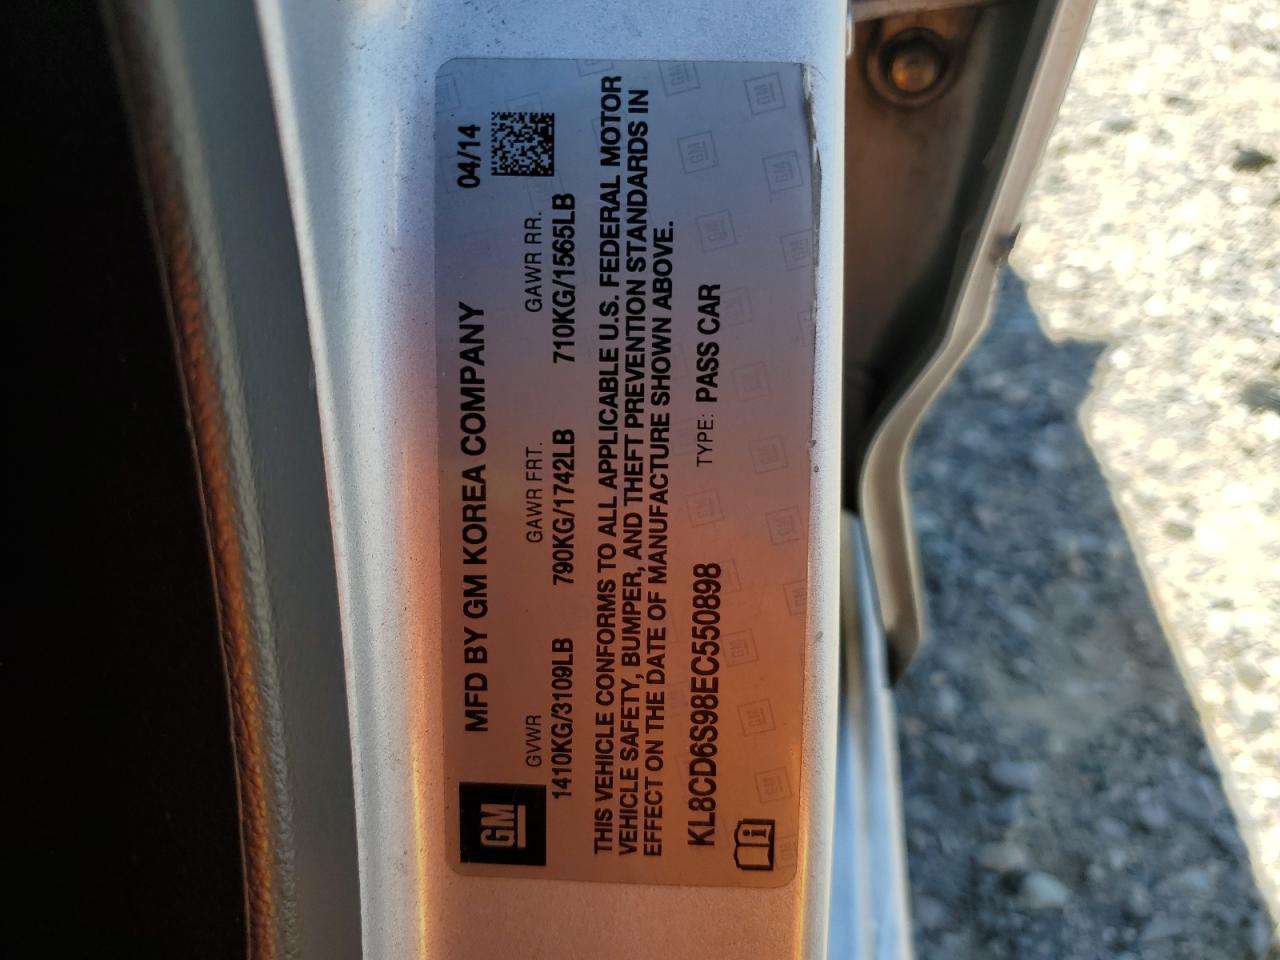 MFD BY GM KOREA COMPANY 04/14
GM
GVWR GAWR FRT. GAWR RR.
1410KG/3109LB 790KG/1742LB 710KG/1565LB
THIS VEHICLE CONFORMS TO ALL APPLICABLE U.S. FEDERAL MOTOR
VEHICLE SAFETY, BUMPER, AND THEFT PREVENTION STANDARDS IN
EFFECT ON THE DATE OF MANUFACTURE SHOWN ABOVE.
KL8CD6S98EC550898 TYPE: PASS CAR